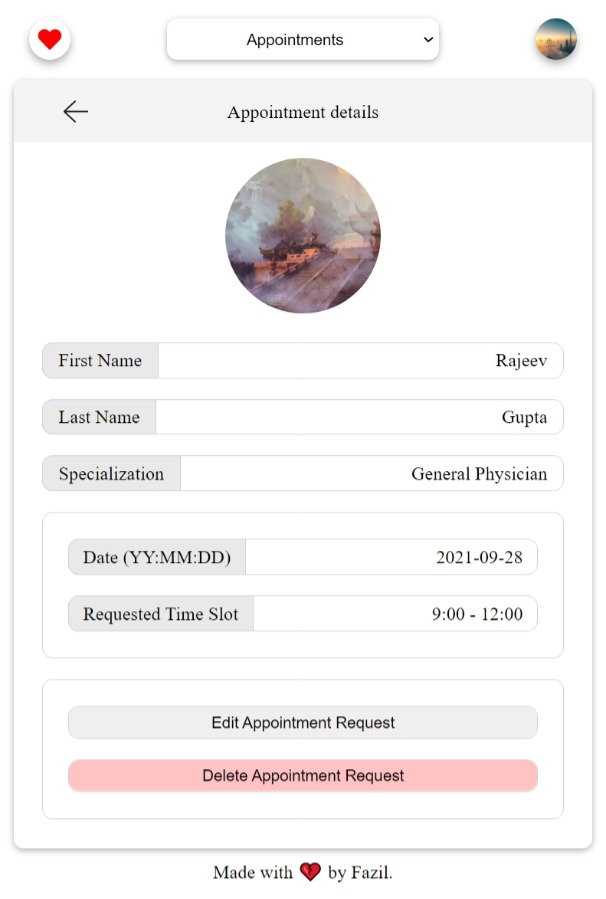 Appointments
Appointment details
First Name Rajeev
Last Name Gupta
Specialization General Physician
Date (YY:MM:DD) 2021-09-28
Requested Time Slot 9:00 - 12:00
Edit Appointment Request
Delete Appointment Request
Made with 💔 by Fazil.